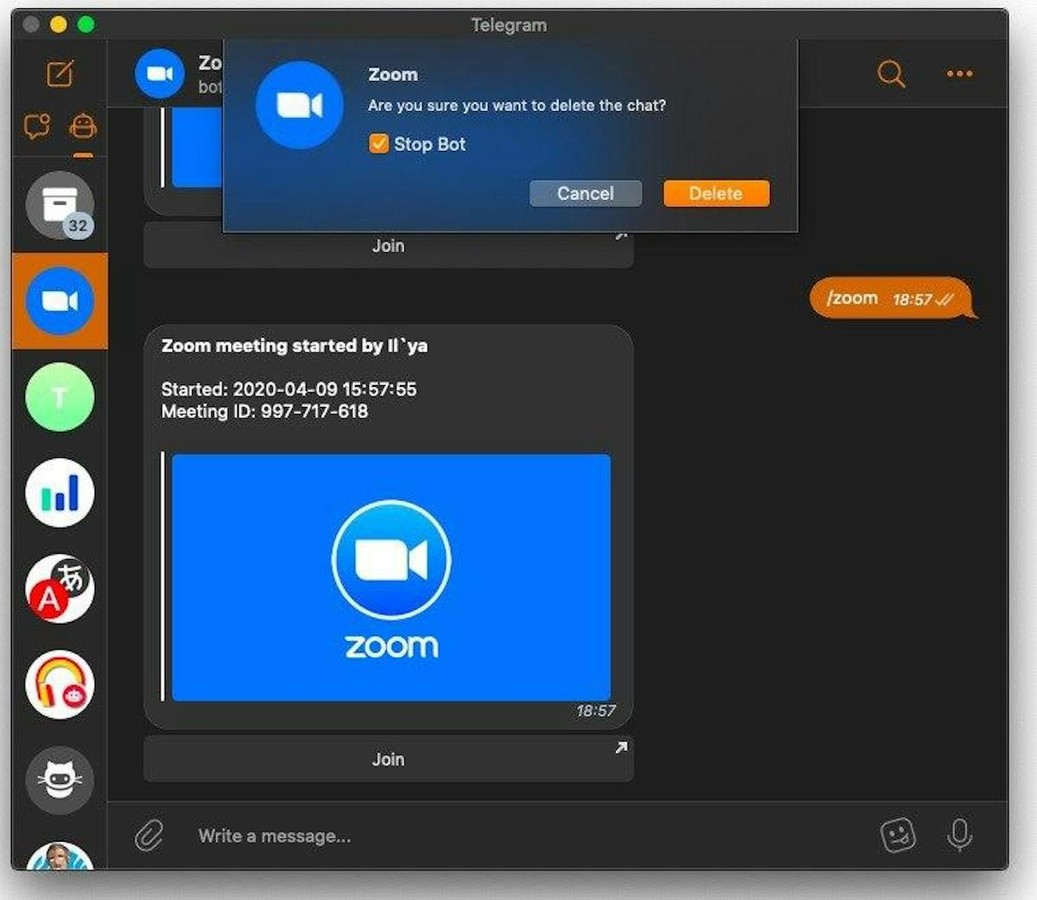 Telegram
Zo
bot
Zoom
Are you sure you want to delete the chat?
Stop Bot
Cancel
Delete
32
Join
/zoom 18:57
Zoom meeting started by Il`ya
Started: 2020-04-09 15:57:55
Meeting ID: 997-717-618
T
あ
A
zoom
18:57
Join
Write a message...